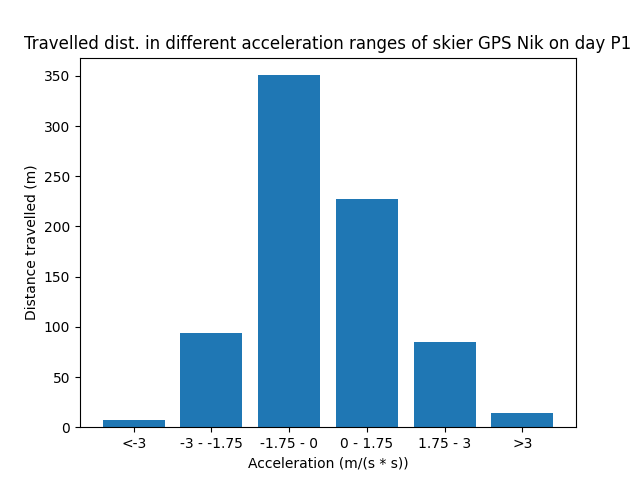 Travelled dist. in different acceleration ranges of skier GPS Nik on day P1
350
300
250
200
150
100
50
0
Distance travelled (m)
<-3
-3 - -1.75
-1.75 - 0
0 - 1.75
1.75 - 3
>3
Acceleration (m/(s * s))